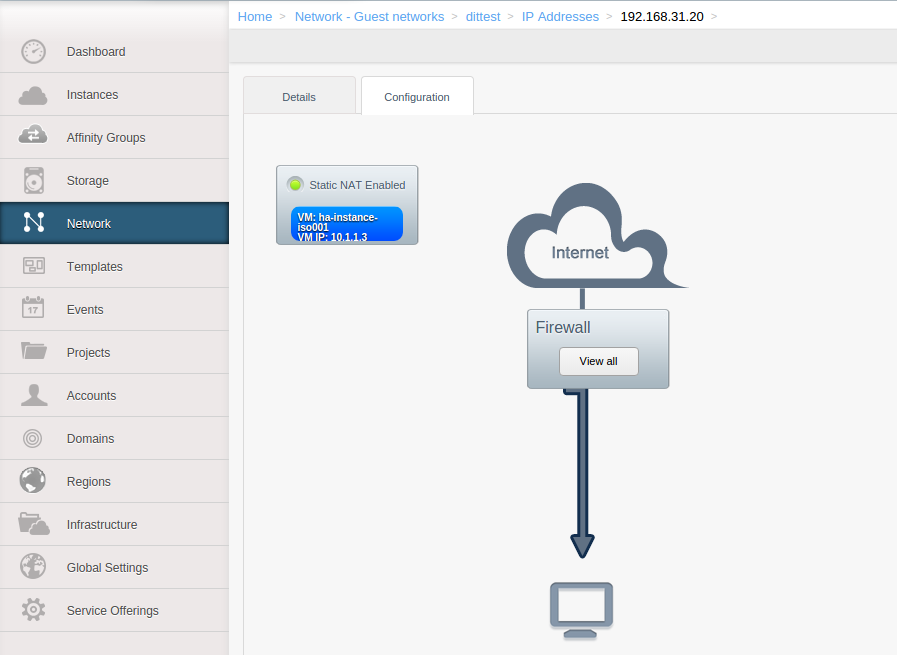 Home > Network - Guest networks > dittest > IP Addresses > 192.168.31.20 >
Dashboard
Instances
Affinity Groups
Storage
Network
Templates
17
Events
Projects
Accounts
Domains
Regions
Infrastructure
Global Settings
Service Offerings
Details
Configuration
Static NAT Enabled
VM: ha-instance-
iso001
VM IP: 10.1.1.3
Internet
Firewall
View all